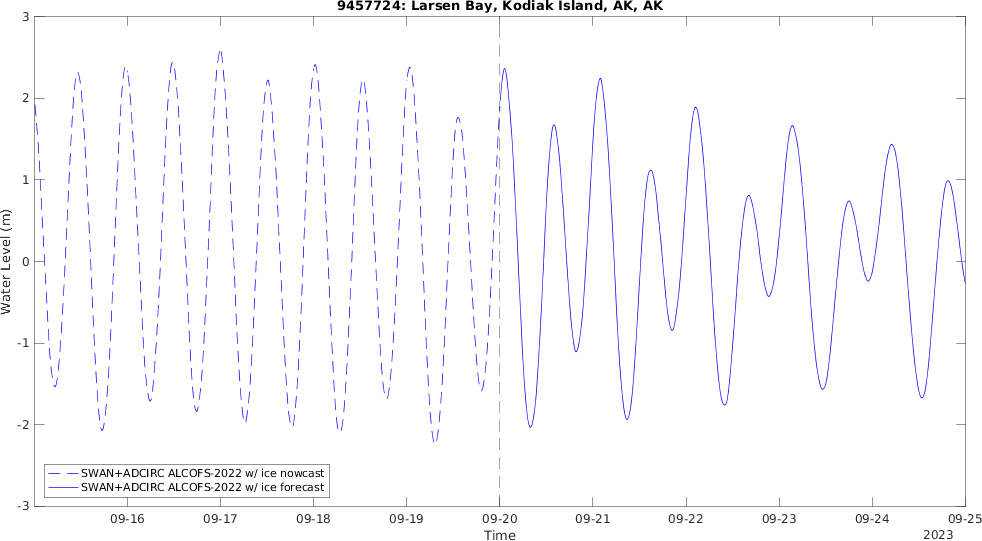 9457724: Larsen Bay, Kodiak Island, AK, AK
3
2
1
0
-1
-2
-3
Water Level (m)
SWAN+ADCIRC ALCOFS-2022 w/ ice nowcast
SWAN+ADCIRC ALCOFS-2022 w/ ice forecast
09-16 09-17 09-18 09-19 09-20 09-21 09-22 09-23 09-24 09-25
Time
2023